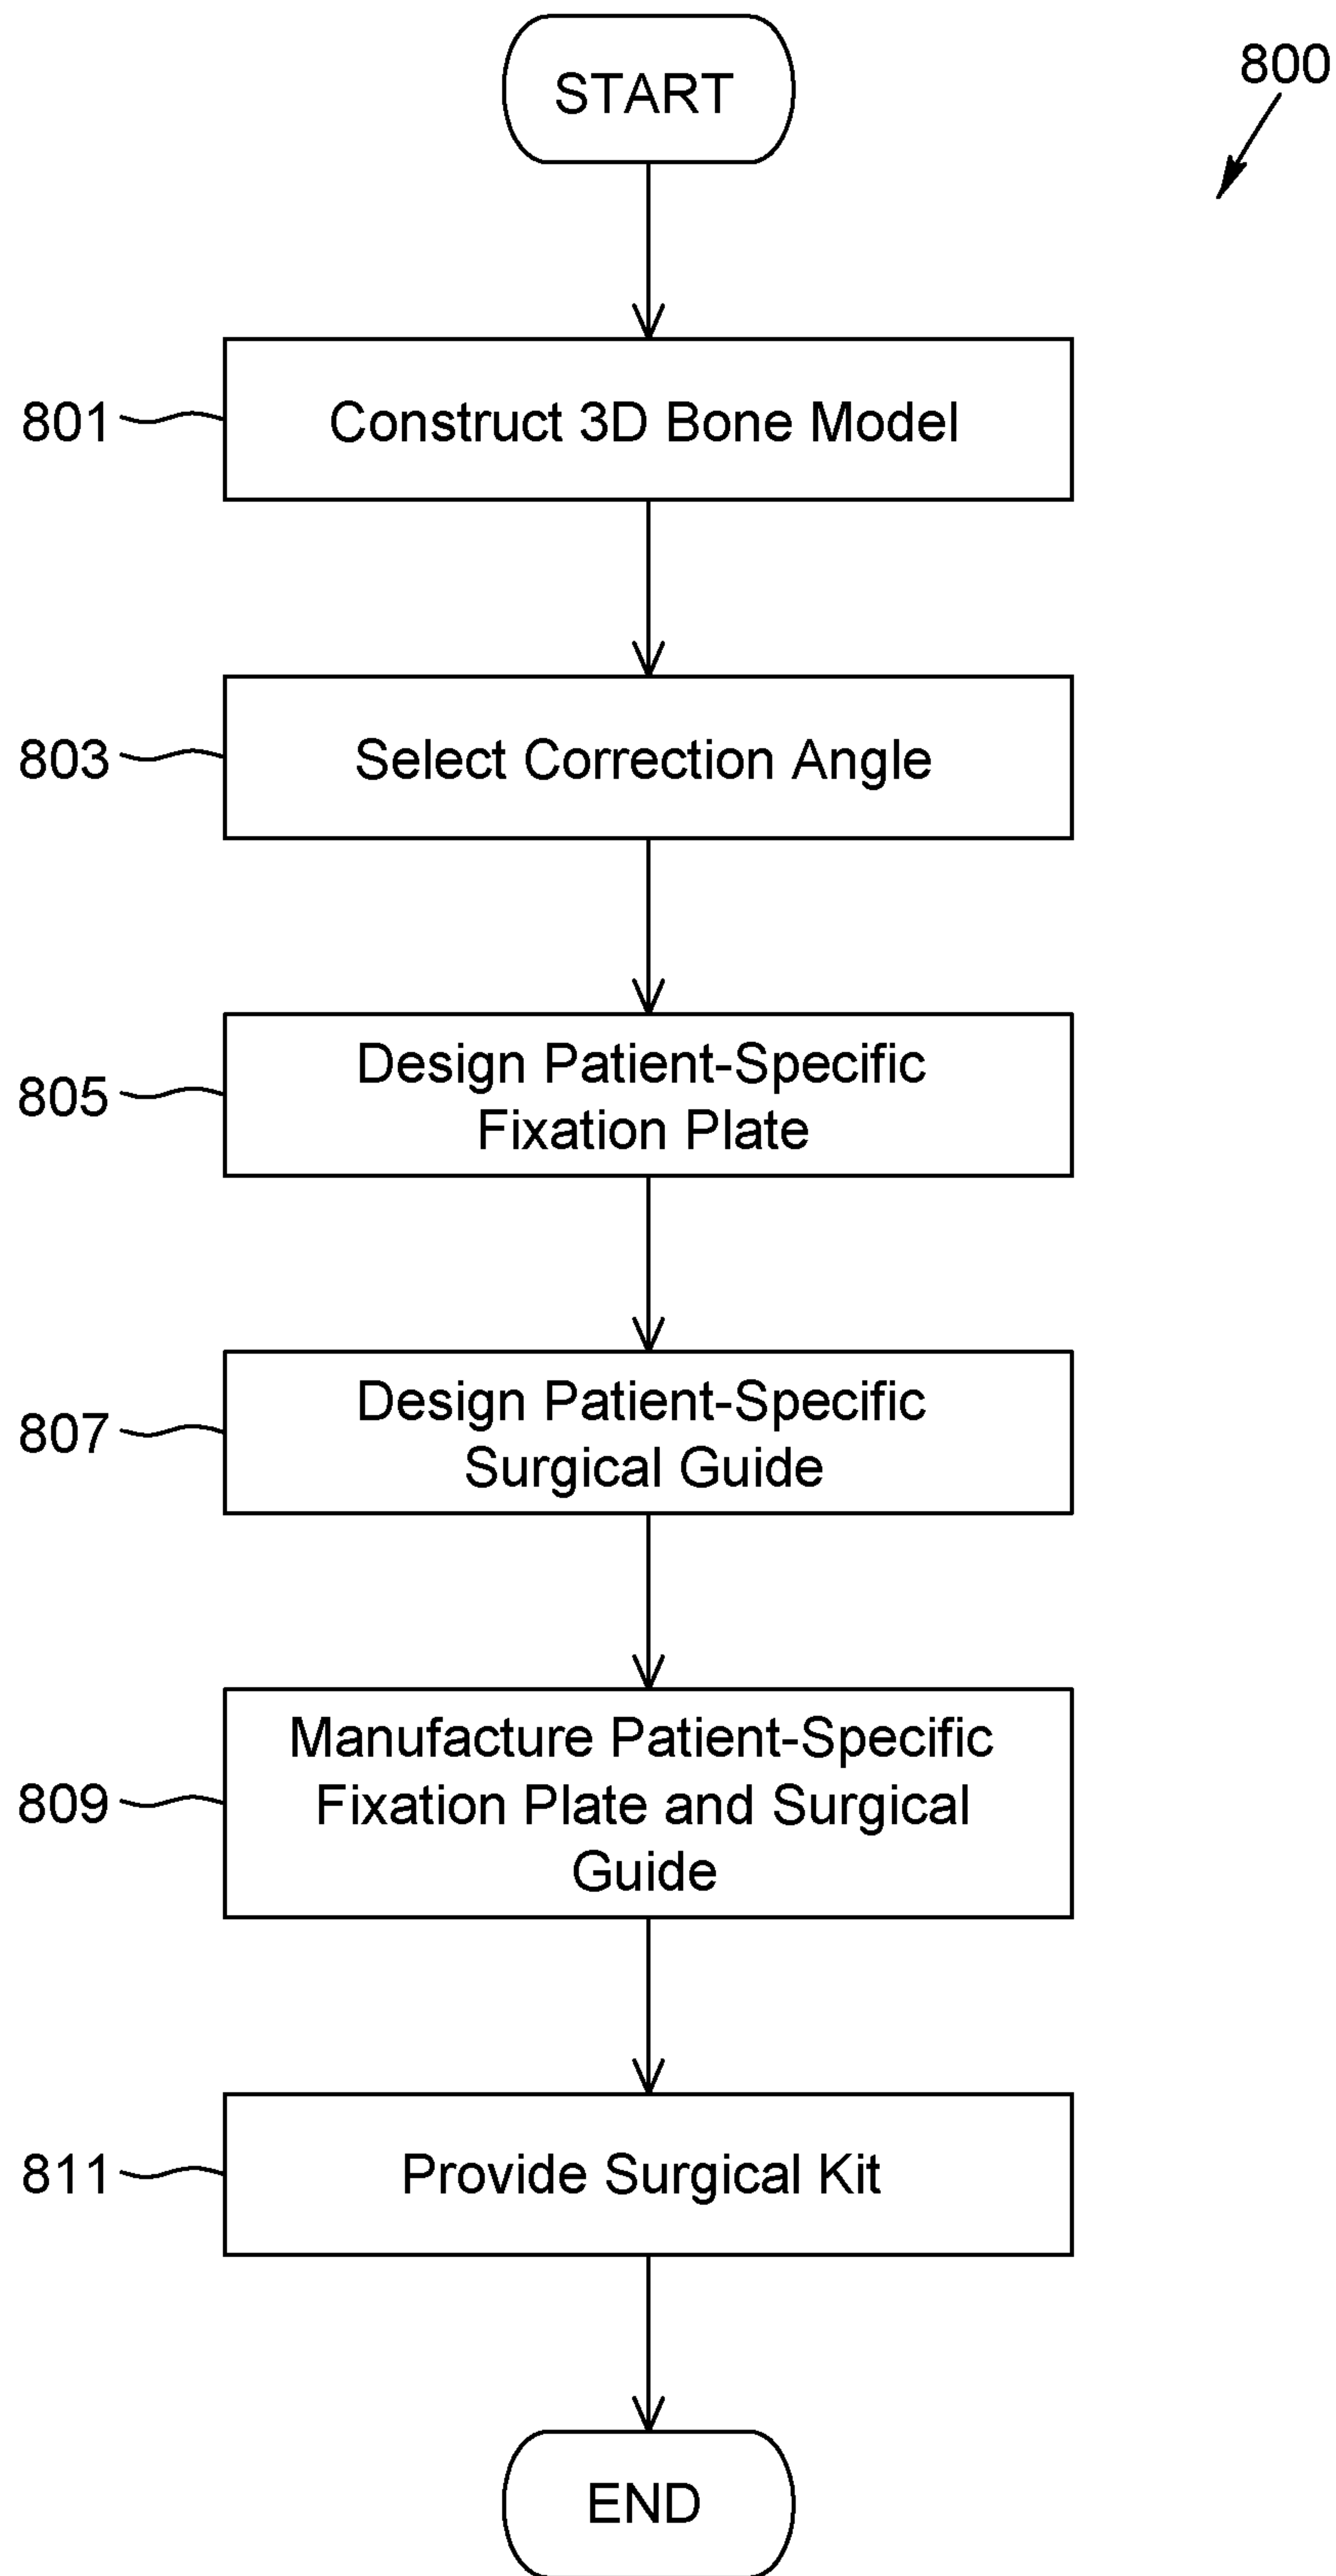 START
800
801
Construct 3D Bone Model
803
Select Correction Angle
805
Design Patient-Specific
Fixation Plate
807
Design Patient-Specific
Surgical Guide
809
Manufacture Patient-Specific
Fixation Plate and Surgical
Guide
811
Provide Surgical Kit
END